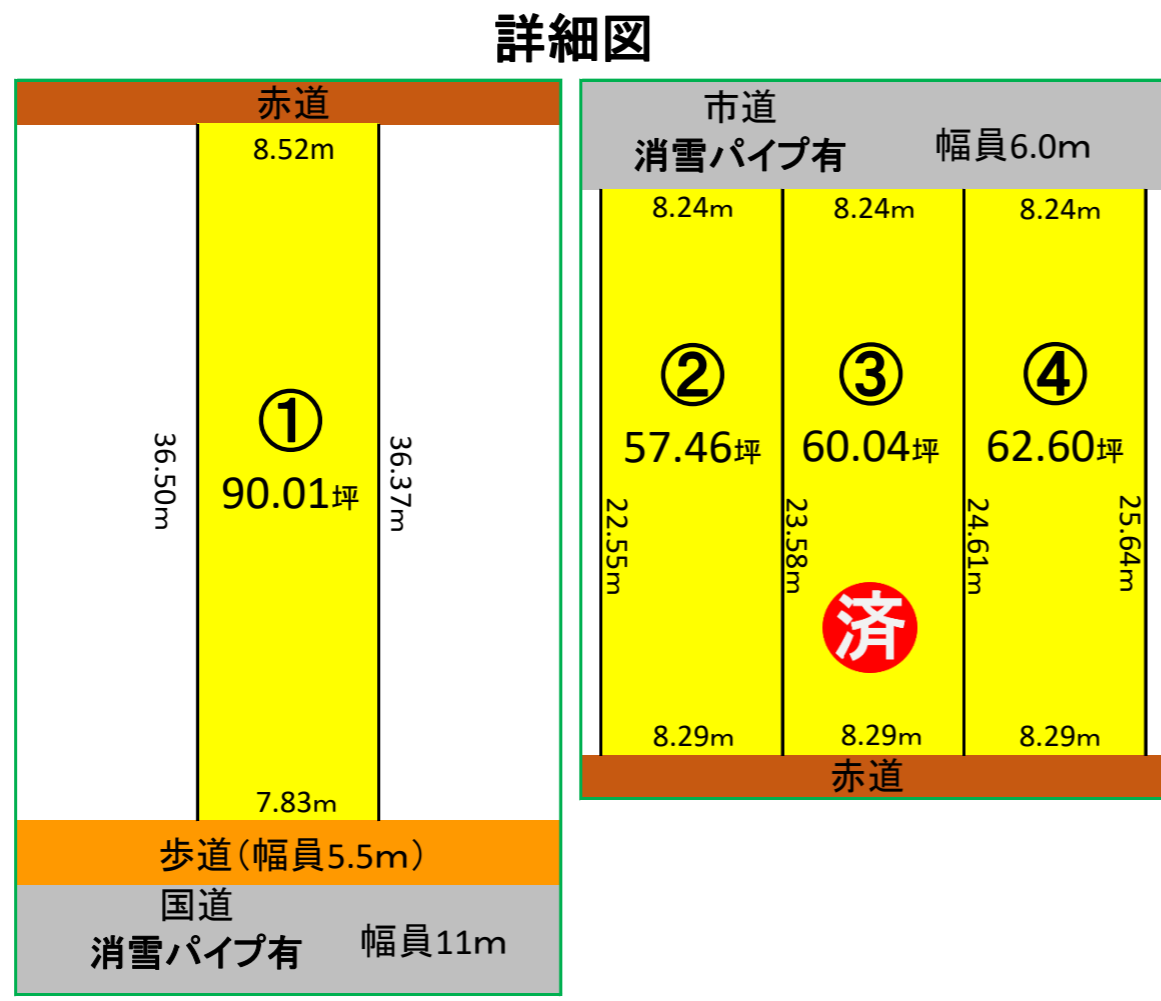 詳細図
赤道
8.52m
①
90.01坪
36.50m
36.37m
7.83m
歩道(幅員5.5m)
国道
消雪パイプ有
幅員11m
市道
消雪パイプ有
幅員6.0m
8.24m
8.24m
8.24m
②
57.46坪
③
60.04坪
④
62.60坪
22.55m
23.58m
24.61m
25.64m
済
8.29m
8.29m
8.29m
赤道